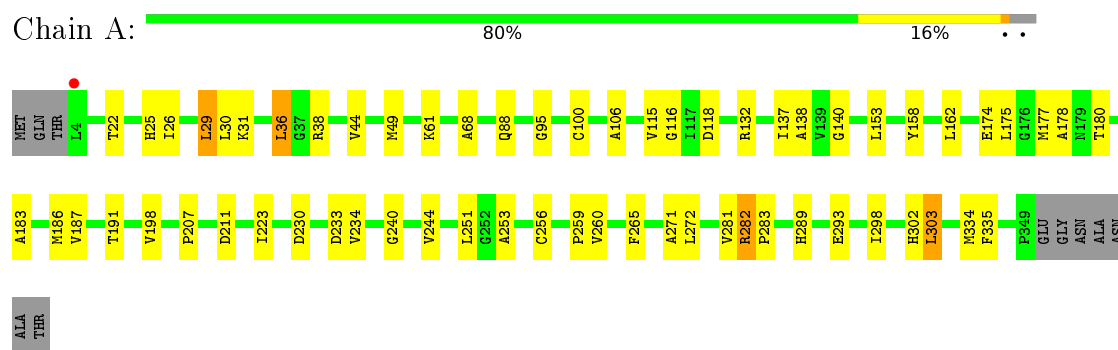 Chain A:
80% 16% • •
MET GLN THR L4 T22 H25 I26 L29 L30 K31 L36 G37 R38 V44 M49 K61 A68 Q88 G95 C100 A106 V115 G116 I117 D118 R132 I137 A138 V139 G140 L153 Y158 L162 E174 L175 G176 M177 A178 N179 T180
A183 M186 V187 T191 V198 P207 D211 I223 D230 D233 V234 G240 V244 L251 G252 A253 C256 P259 V260 F265 A271 L272 V281 R282 P283 H289 E293 I298 H302 L303 M334 F335 P349 GLU GLY ASN ALA ASN
ALA THR